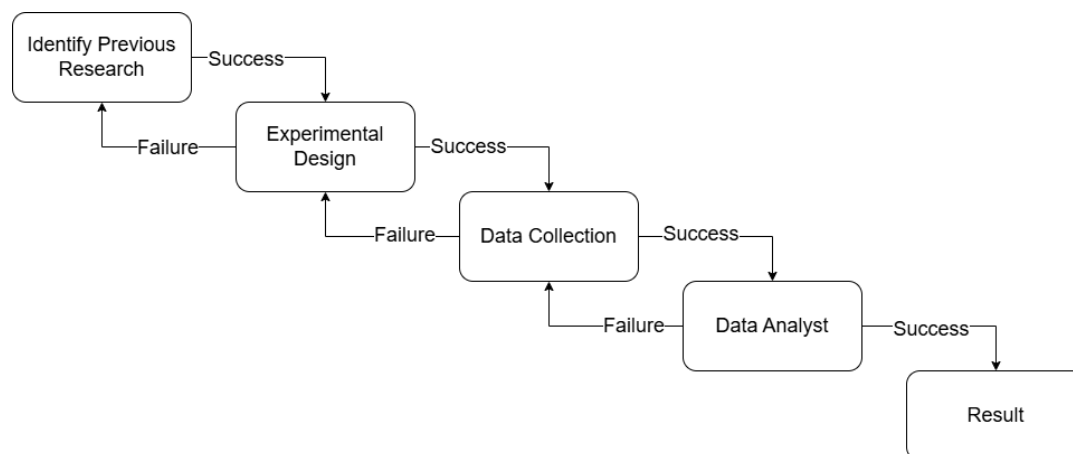 Identify Previous
Research
Success
Failure
Experimental
Design
Success
Failure
Data Collection
Success
Failure
Data Analyst
Success
Result